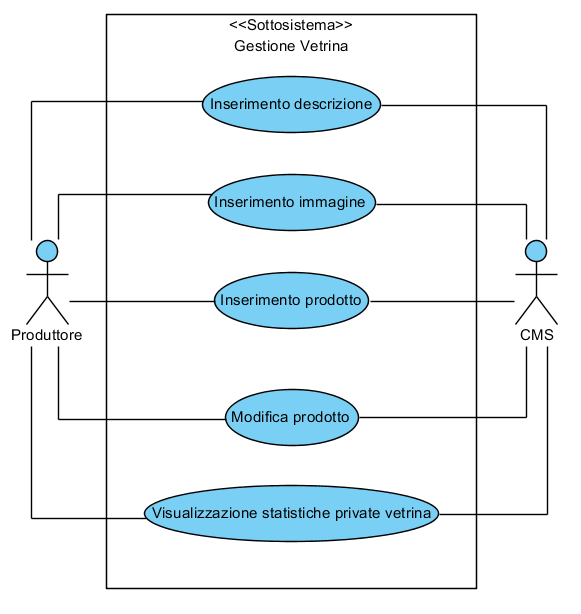 <<Sottosistema>>
Gestione Vetrina
Inserimento descrizione
Inserimento immagine
Inserimento prodotto
Produttore
CMS
Modifica prodotto
Visualizzazione statistiche private vetrina